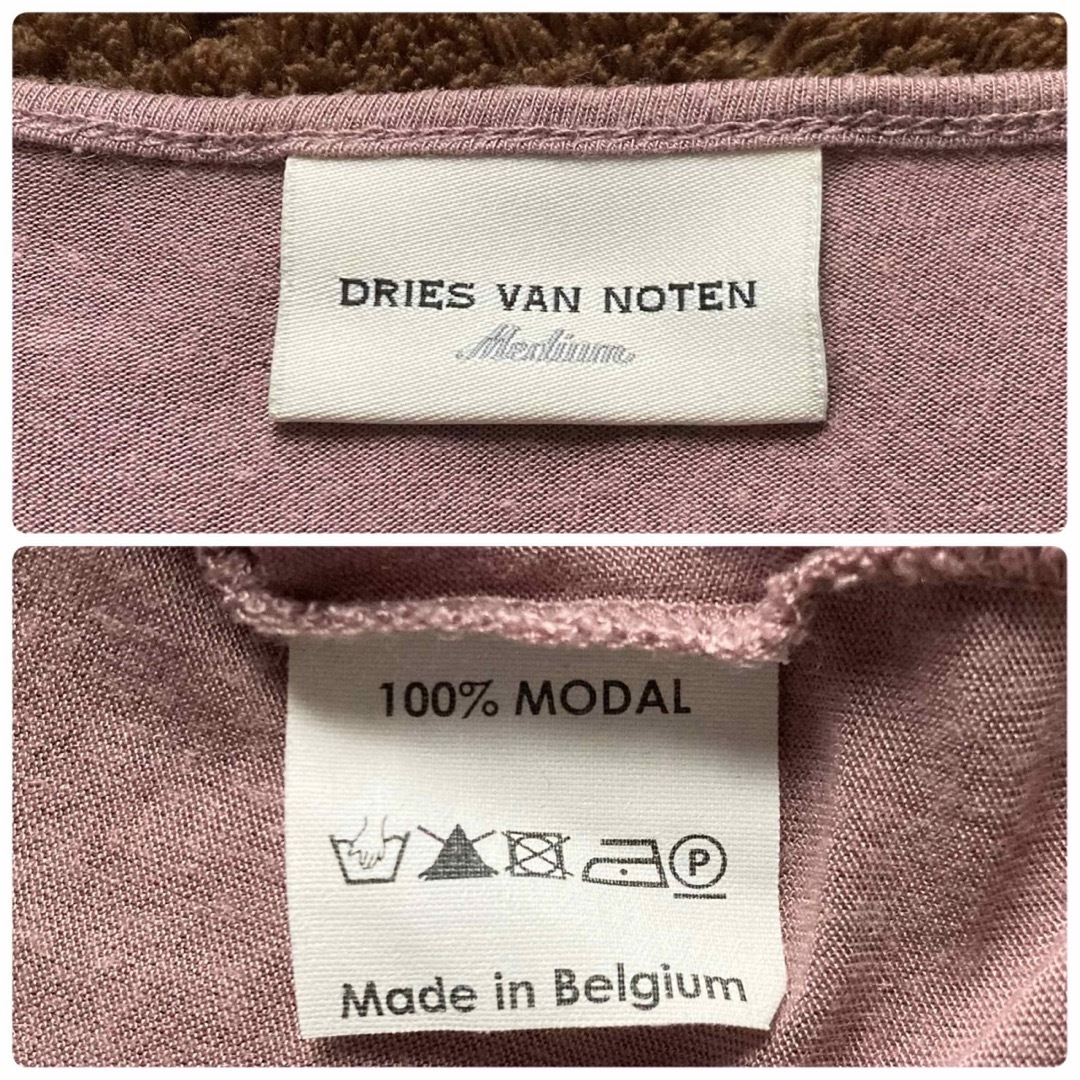 DRIES VAN NOTEN
Medium
100% MODAL
P
Made in Belgium